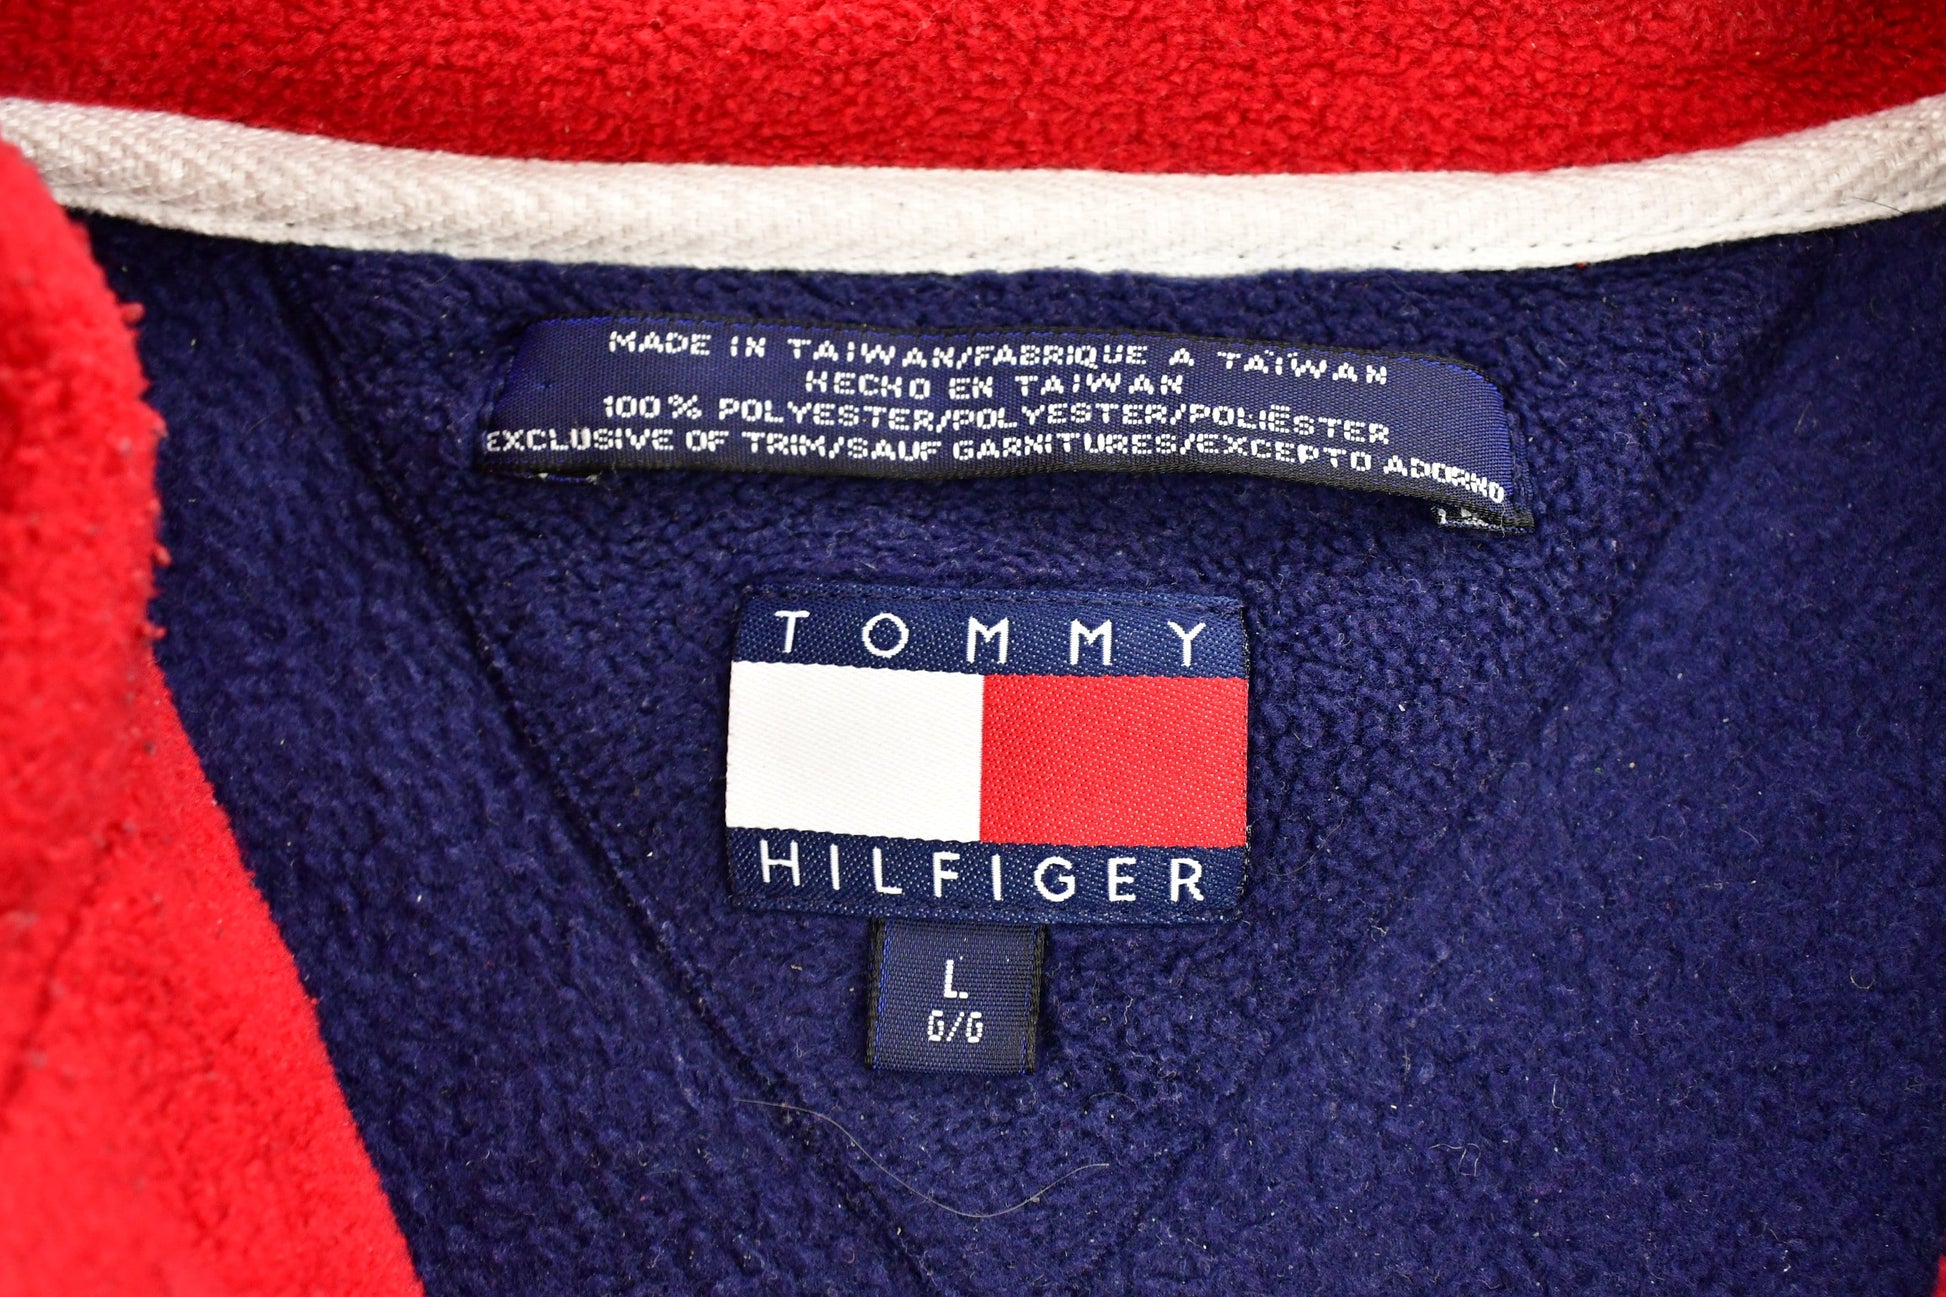 MADE IN TAIWAN/FABRIQUE A TAÏWAN
HECHO EN TAIWAN
100% POLYESTER/POLYESTER/POLIÉSTER
EXCLUSIVE OF TRIM/SAUF GARNITURES/EXCEPTO ADORNO
TOMMY
HILFIGER
L
G/G